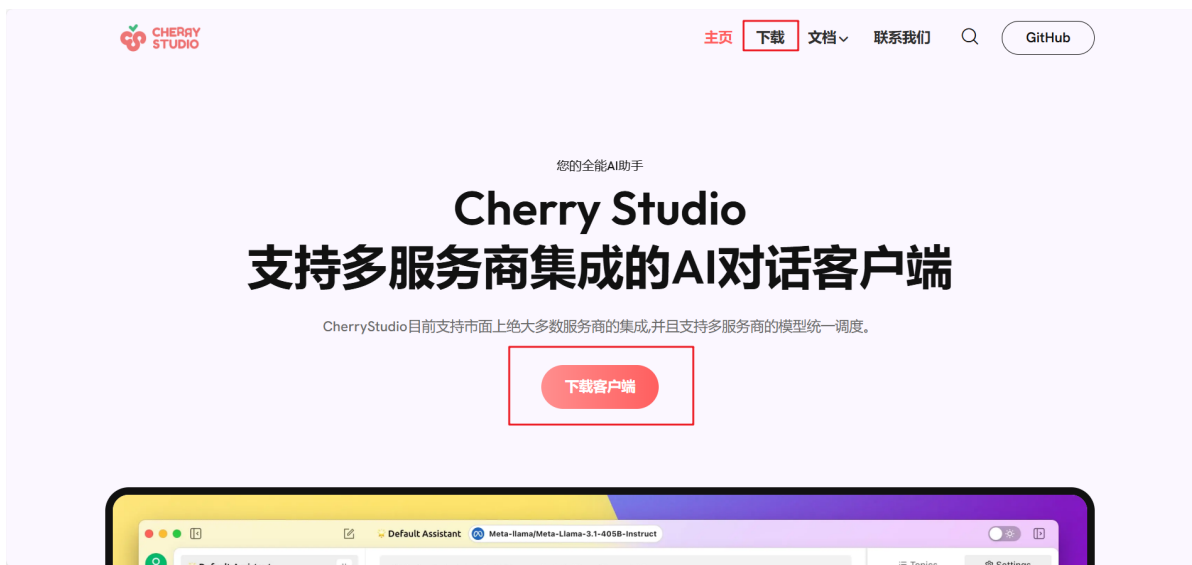 CHERRY
STUDIO
主页 下载 文档 联系我们 GitHub
您的全能AI助手
Cherry Studio
支持多服务商集成的AI对话客户端
CherryStudio目前支持市面上绝大多数服务商的集成,并且支持多服务商的模型统一调度。
下载客户端
Default Assistant Meta-llama/Meta-Llama-3.1-405B-Instruct
Default Assistant Topics Settings